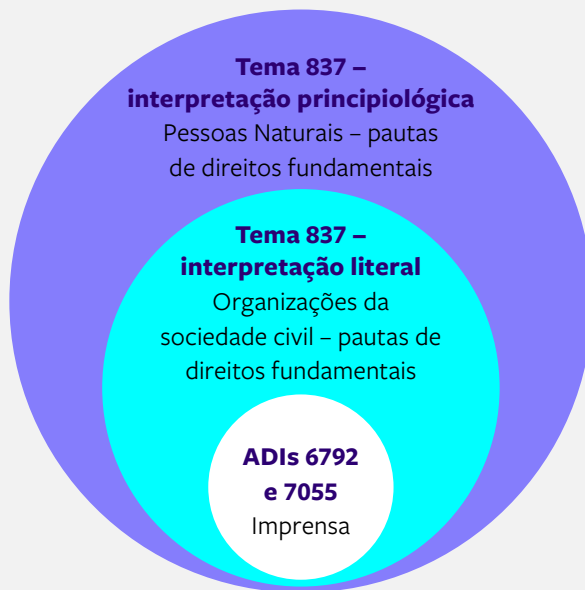 Tema 837 –
interpretação principiológica
Pessoas Naturais – pautas
de direitos fundamentais
Tema 837 –
interpretação literal
Organizações da
sociedade civil – pautas de
direitos fundamentais
ADIs 6792
e 7055
Imprensa